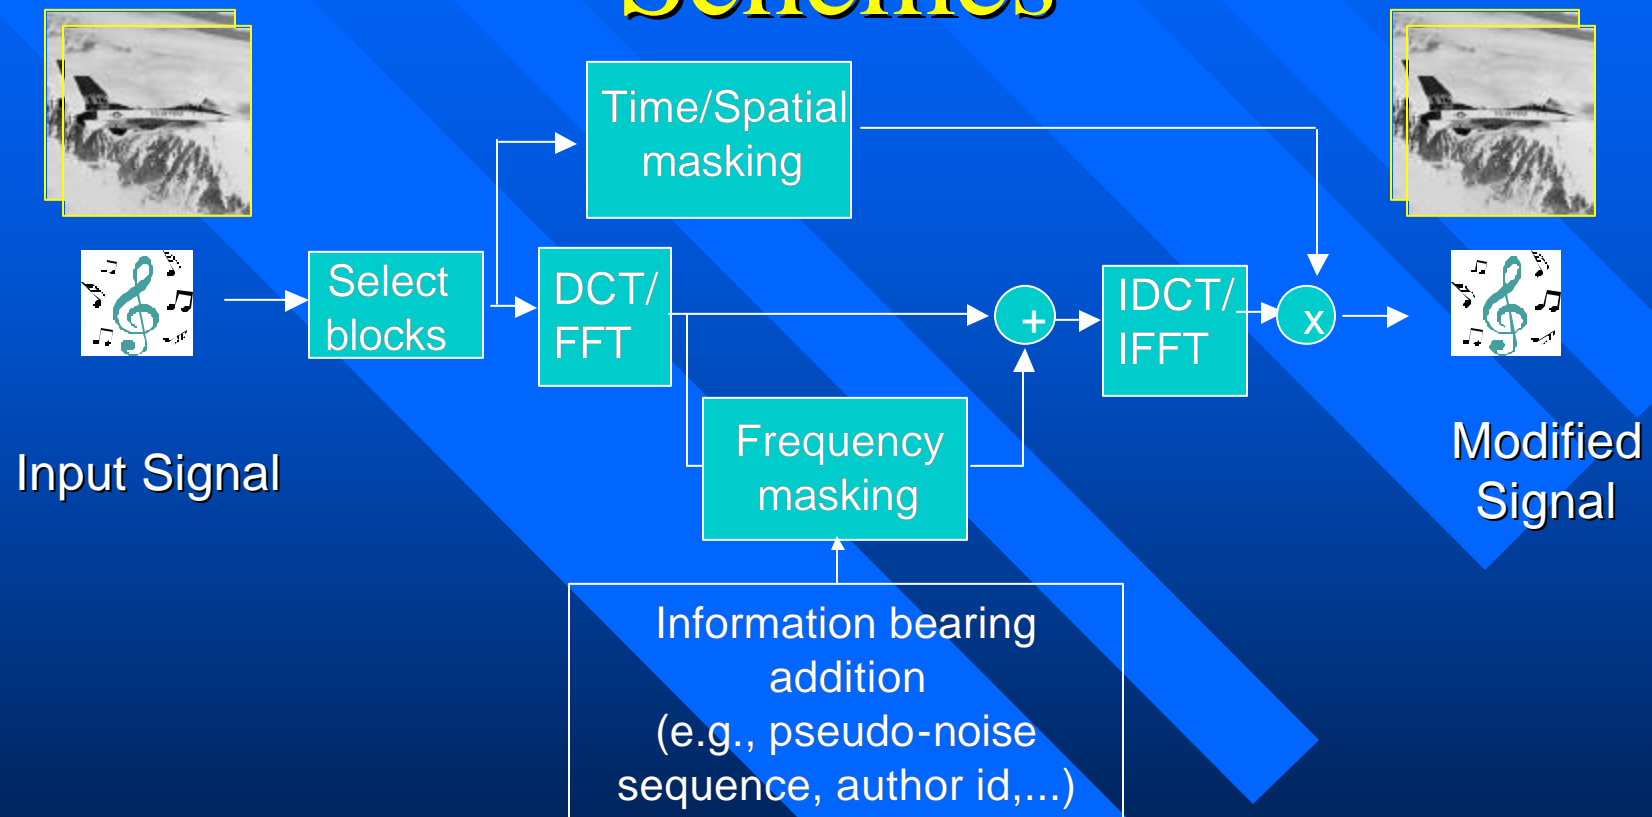 Schemes
Time/Spatial
masking
Select
blocks
DCT/
FFT
+
IDCT/
IFFT
x
Frequency
masking
Input Signal
Modified
Signal
Information bearing
addition
(e.g., pseudo-noise
sequence, author id,...)